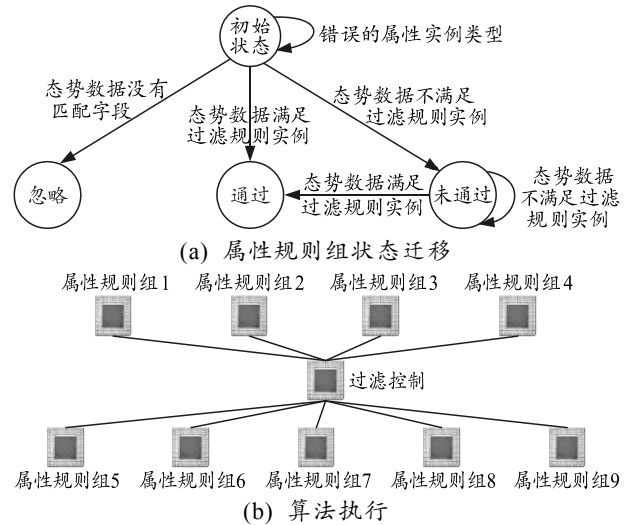 初始
状态
错误的属性实例类型
态势数据没有
匹配字段
态势数据满足
过滤规则实例
态势数据不满足
过滤规则实例
忽略
通过
态势数据满足
过滤规则实例
未通过
态势数据
不满足过滤
规则实例
(a) 属性规则组状态迁移
属性规则组1 属性规则组2 属性规则组3 属性规则组4
过滤控制
属性规则组5 属性规则组6 属性规则组7 属性规则组8 属性规则组9
(b) 算法执行